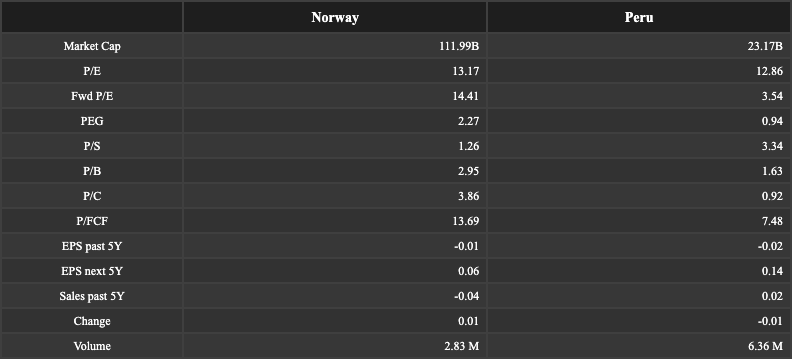 Norway Peru
Market Cap 111.99B 23.17B
P/E 13.17 12.86
Fwd P/E 14.41 3.54
PEG 2.27 0.94
P/S 1.26 3.34
P/B 2.95 1.63
P/C 3.86 0.92
P/FCF 13.69 7.48
EPS past 5Y -0.01 -0.02
EPS next 5Y 0.06 0.14
Sales past 5Y -0.04 0.02
Change 0.01 -0.01
Volume 2.83 M 6.36 M